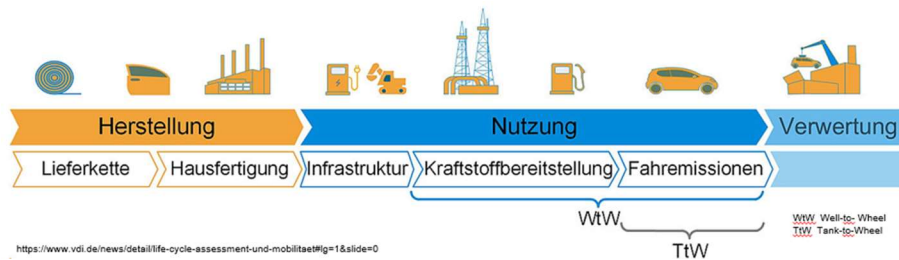 Herstellung
Nutzung
Verwertung
Lieferkette
Hausfertigung
Infrastruktur
Kraftstoffbereitstellung
Fahremissionen
WtW
TtW
WtW Well-to- Wheel
TtW Tank-to-Wheel
https://www.vdi.de/news/detail/life-cycle-assessment-und-mobilitaet#lg=1&slide=0